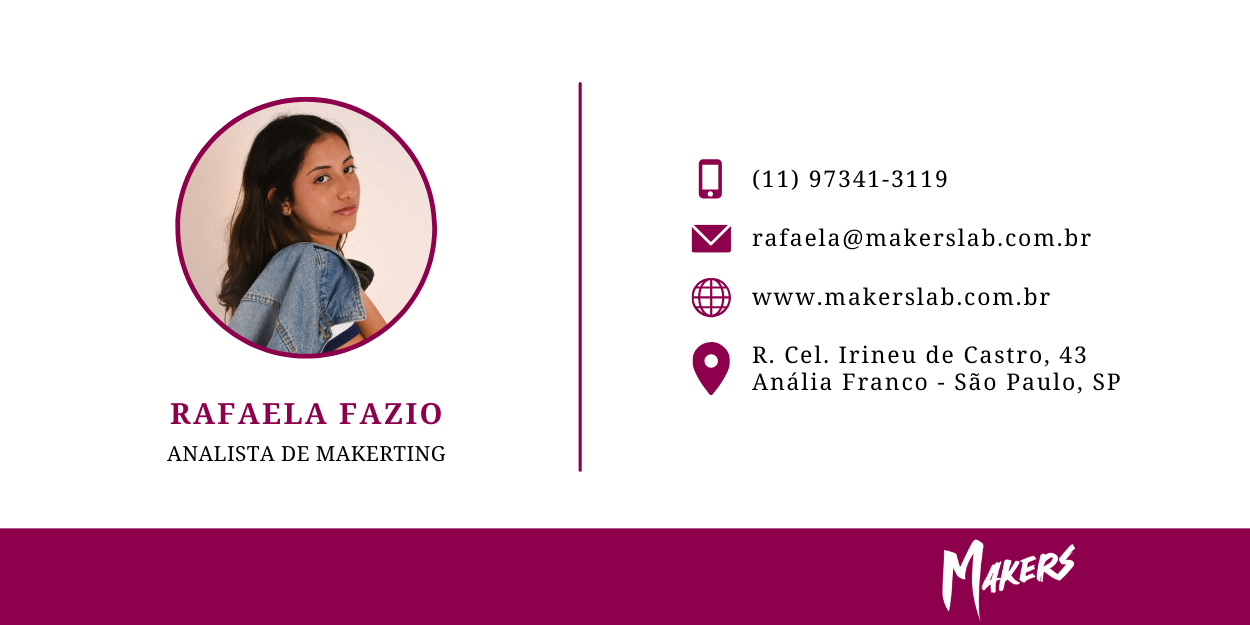 RAFAELA FAZIO
ANALISTA DE MAKERTING
(11) 97341-3119
rafaela@makerslab.com.br
www.makerslab.com.br
R. Cel. Irineu de Castro, 43
Anália Franco - São Paulo, SP
MAKERS